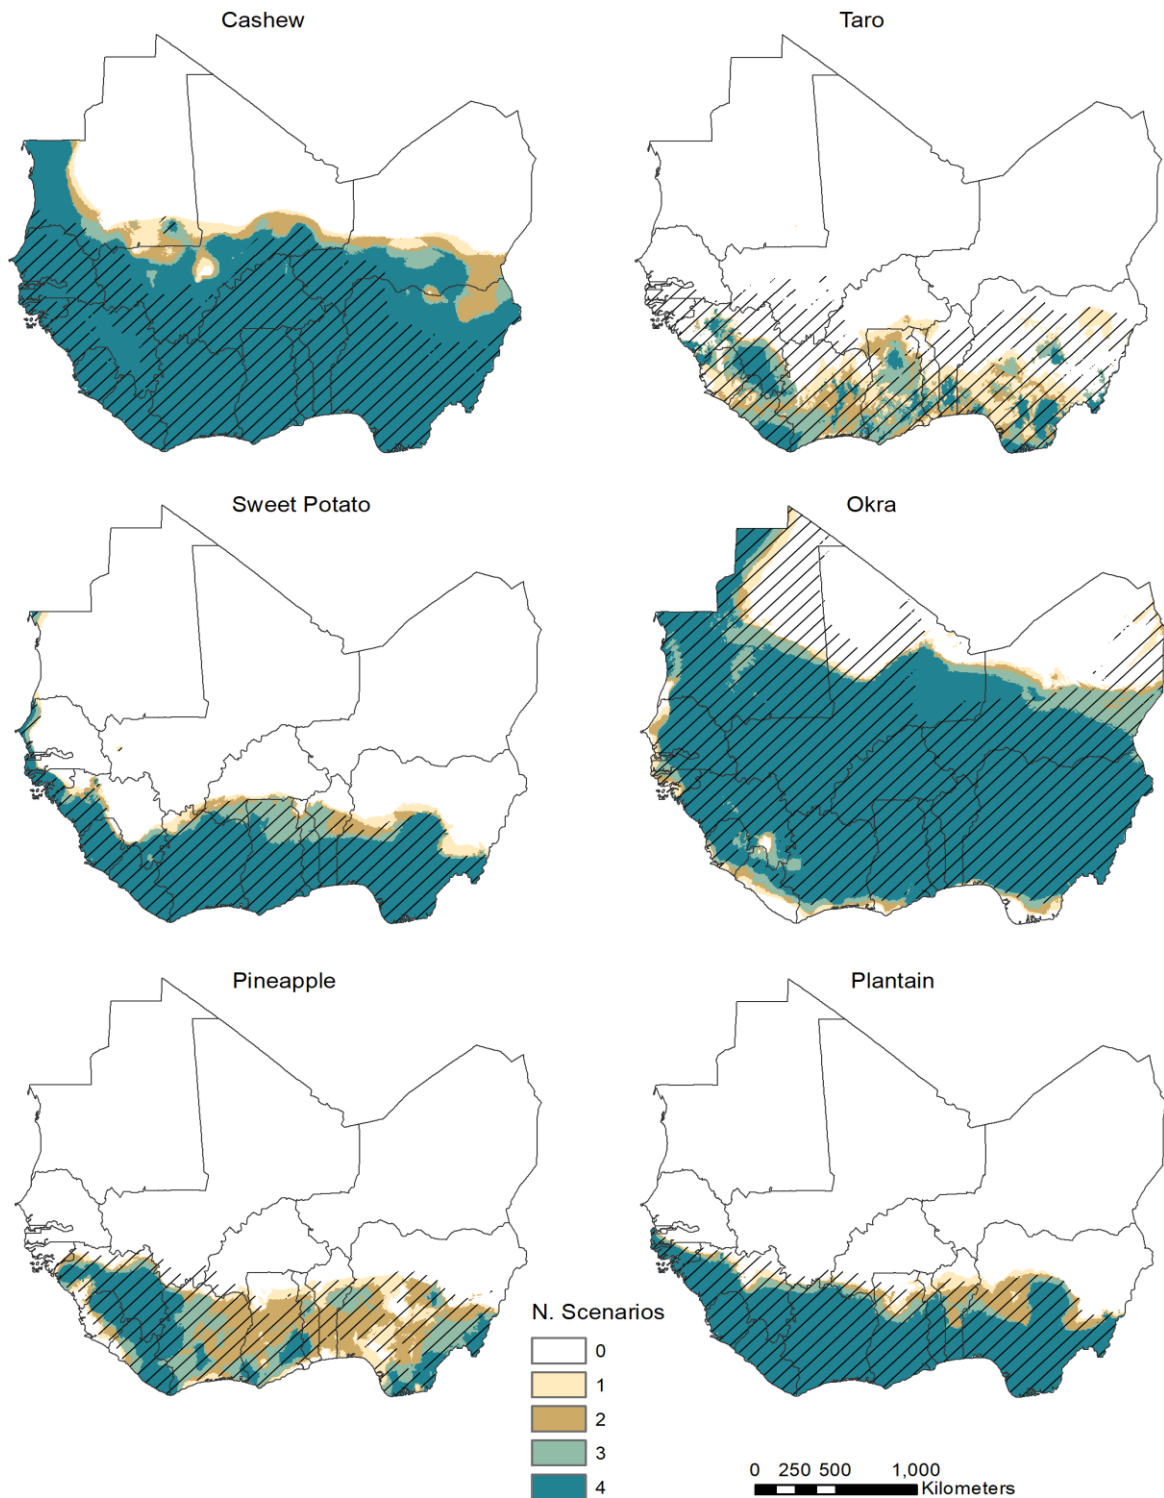 Cashew
Taro
Sweet Potato
Okra
Pineapple
Plantain
N. Scenarios
0
1
2
3
4
0 250 500 1,000
Kilometers